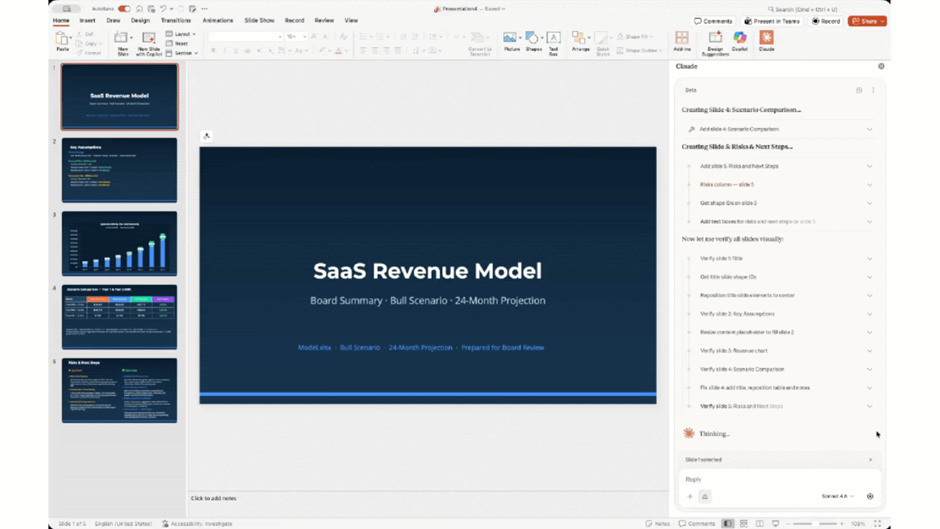 AutoSave
Presentation4 — Saved
Search (Cmd + Ctrl + U)
Home Insert Draw Design Transitions Animations Slide Show Record Review View
Comments Present in Teams Record Share
Paste
Cut
Copy
Format
New Slide
New Slide with Copilot
Layout
Reset
Section
Convert to SmartArt
Picture
Shapes
Text Box
Arrange
Quick Styles
Shape Fill
Shape Outline
Add-ins
Design Suggestions
Copilot
Claude
1
SaaS Revenue Model
2
Key Assumptions
3
4
Scenario Comparison
5
Risks & Next Steps
SaaS Revenue Model
Board Summary · Bull Scenario · 24-Month Projection
Model.xlsx · Bull Scenario · 24-Month Projection · Prepared for Board Review
Click to add notes
Claude
Beta
Creating Slide 4: Scenario Comparison...
Add slide 4: Scenario Comparison
Creating Slide 5: Risks & Next Steps...
Add slide 5: Risks and Next Steps
Risks column — slide 5
Get shape IDs on slide 5
Add text boxes for risks and next steps on slide 5
Now let me verify all slides visually:
Verify slide 1: Title
Get title slide shape IDs
Reposition title slide elements to center
Verify slide 2: Key Assumptions
Resize content placeholder to fill slide 2
Verify slide 3: Revenue chart
Verify slide 4: Scenario Comparison
Fix slide 4: add title, reposition table and notes
Verify slide 5: Risks and Next Steps
Thinking...
Slide 1 selected
Reply
Sonnet 4.6
Slide 1 of 5 English (United States) Accessibility: Investigate
Notes Comments 109%